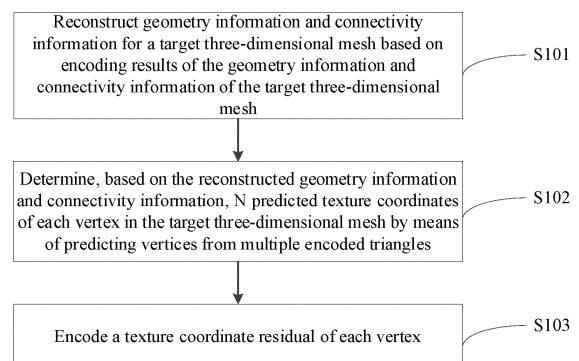 Reconstruct geometry information and connectivity
information for a target three-dimensional mesh based on
encoding results of the geometry information and
connectivity information of the target three-dimensional
mesh
S101
Determine, based on the reconstructed geometry information
and connectivity information, N predicted texture coordinates
of each vertex in the target three-dimensional mesh by means
of predicting vertices from multiple encoded triangles
S102
Encode a texture coordinate residual of each vertex
S103